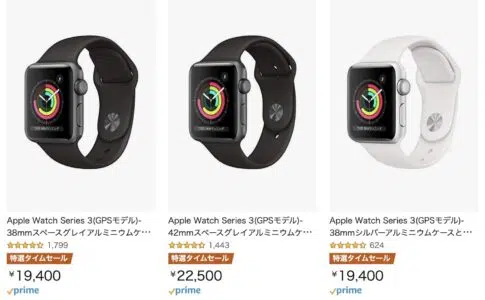 Apple Watch Series 3(GPSモデル)-
38mmスペースグレイアルミニウムケ…
1,799
特選タイムセール
¥19,400
prime
Apple Watch Series 3(GPSモデル)-
42mmスペースグレイアルミニウムケ…
1,443
特選タイムセール
¥22,500
prime
Apple Watch Series 3(GPSモデル)-
38mmシルバーアルミニウムケースと…
624
特選タイムセール
¥19,400
prime